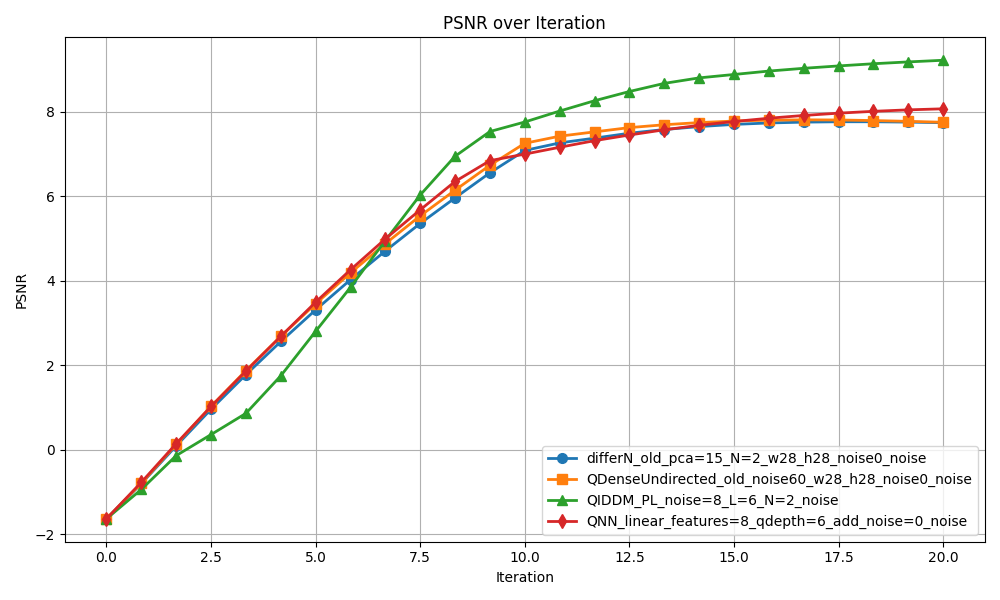 PSNR over Iteration
PSNR
8
6
4
2
0
−2
0.0 2.5 5.0 7.5 10.0 12.5 15.0 17.5 20.0
Iteration
differN_old_pca=15_N=2_w28_h28_noise0_noise
QDenseUndirected_old_noise60_w28_h28_noise0_noise
QIDDM_PL_noise=8_L=6_N=2_noise
QNN_linear_features=8_qdepth=6_add_noise=0_noise